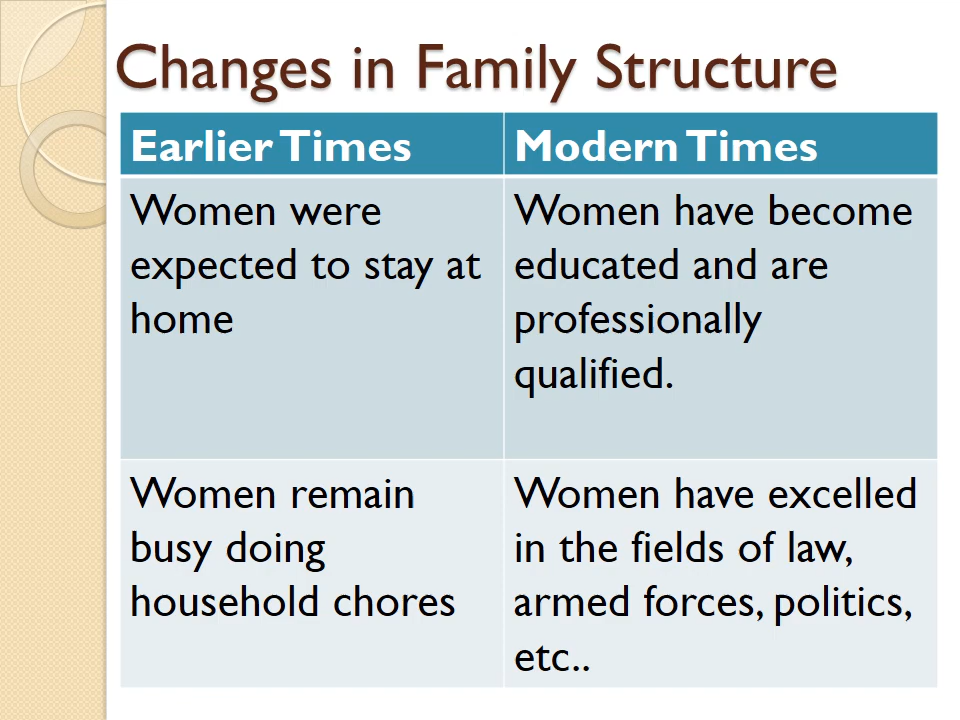 Changes in Family Structure
Earlier Times
Modern Times
Women were
expected to stay at
home
Women have become
educated and are
professionally
qualified.
Women remain
busy doing
household chores
Women have excelled
in the fields of law,
armed forces, politics,
etc..